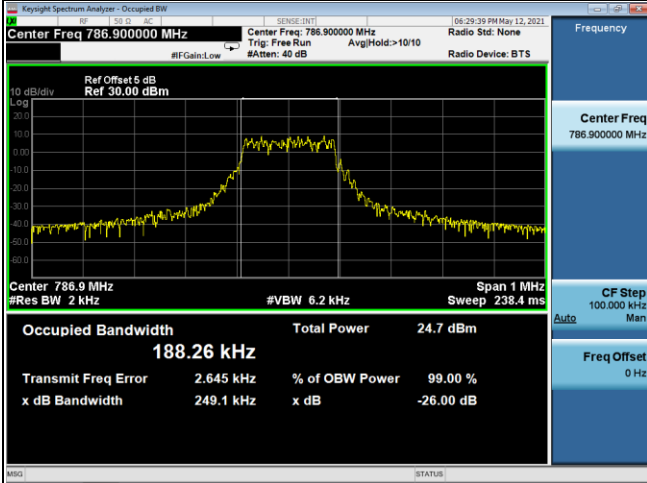 Keysight Spectrum Analyzer - Occupied BW
RF 50 Ω AC SENSE:INT 06:29:39 PM May 12, 2021
Center Freq 786.900000 MHz Center Freq: 786.900000 MHz Radio Std: None
Trig: Free Run Avg|Hold:>10/10
#IFGain:Low #Atten: 40 dB Radio Device: BTS
Frequency
Ref Offset 5 dB
10 dB/div Ref 30.00 dBm
Log
20.0
10.0
0.00
-10.0
-20.0
-30.0
-40.0
-50.0
-60.0
Center 786.9 MHz Span 1 MHz
#Res BW 2 kHz #VBW 6.2 kHz Sweep 238.4 ms
Occupied Bandwidth Total Power 24.7 dBm
188.26 kHz
Transmit Freq Error 2.645 kHz % of OBW Power 99.00 %
x dB Bandwidth 249.1 kHz x dB -26.00 dB
Center Freq
786.900000 MHz
CF Step
100.000 kHz
Auto Man
Freq Offset
0 Hz
MSG STATUS